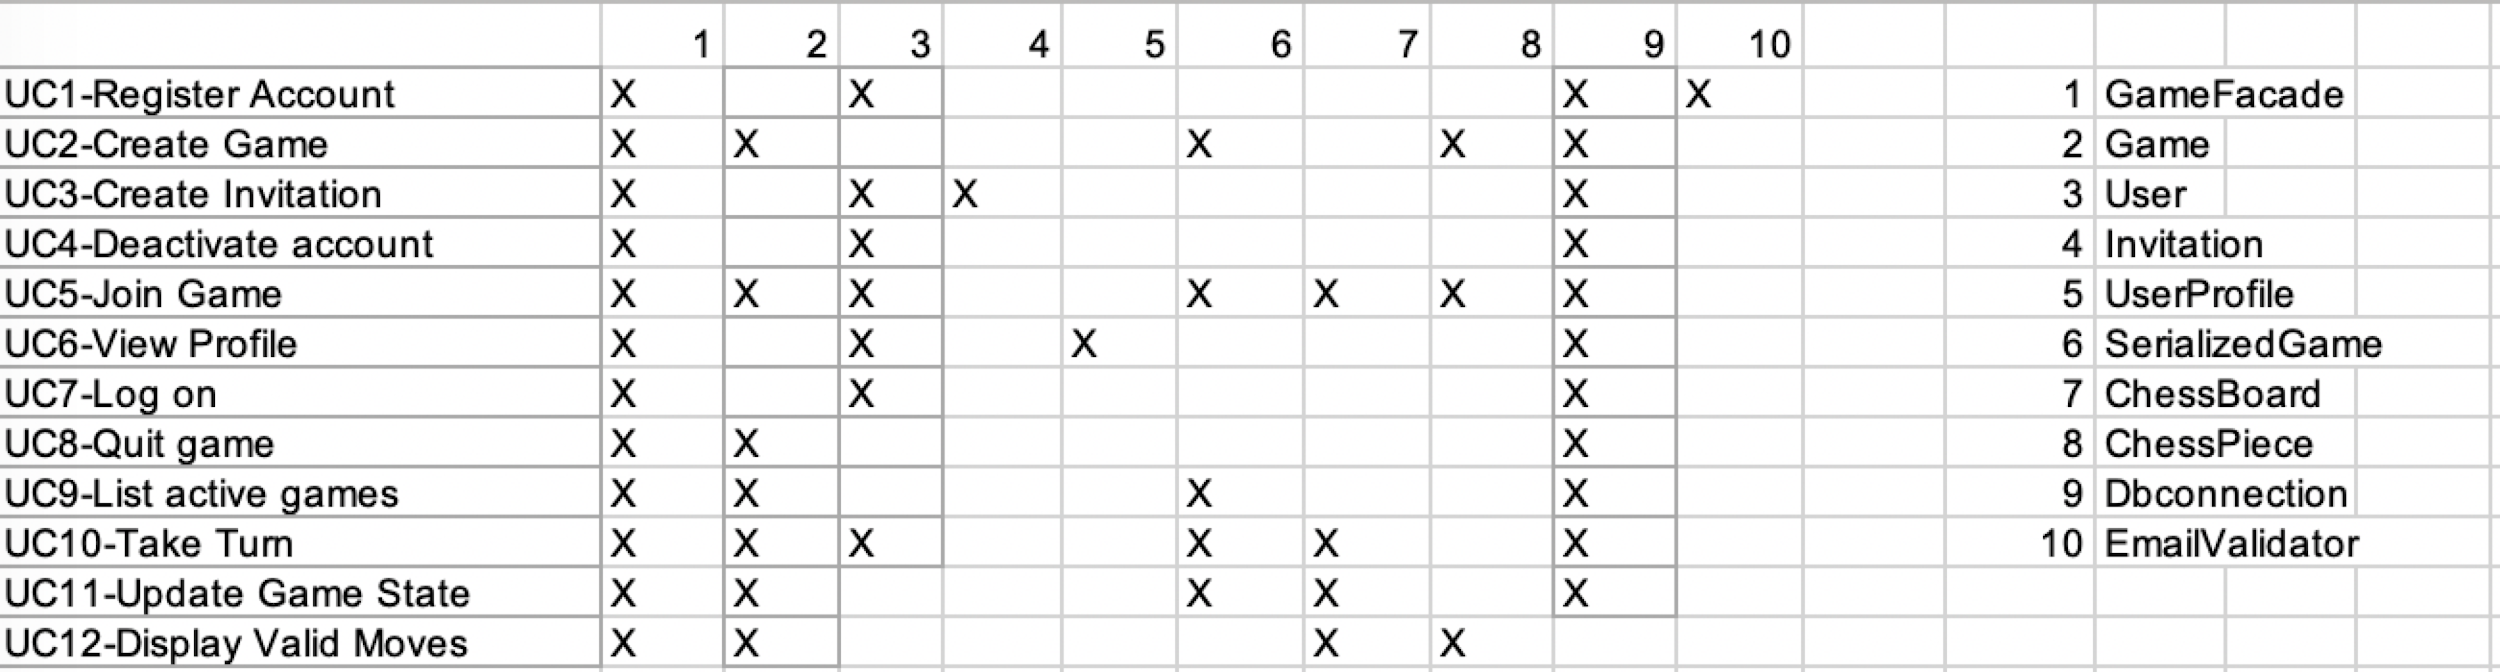 1 2 3 4 5 6 7 8 9 10
UC1-Register Account X X X X 1 GameFacade
UC2-Create Game X X X X X 2 Game
UC3-Create Invitation X X X X 3 User
UC4-Deactivate account X X X 4 Invitation
UC5-Join Game X X X X X X X 5 UserProfile
UC6-View Profile X X X X 6 SerializedGame
UC7-Log on X X X 7 ChessBoard
UC8-Quit game X X X 8 ChessPiece
UC9-List active games X X X X 9 Dbconnection
UC10-Take Turn X X X X X X 10 EmailValidator
UC11-Update Game State X X X X X
UC12-Display Valid Moves X X X X